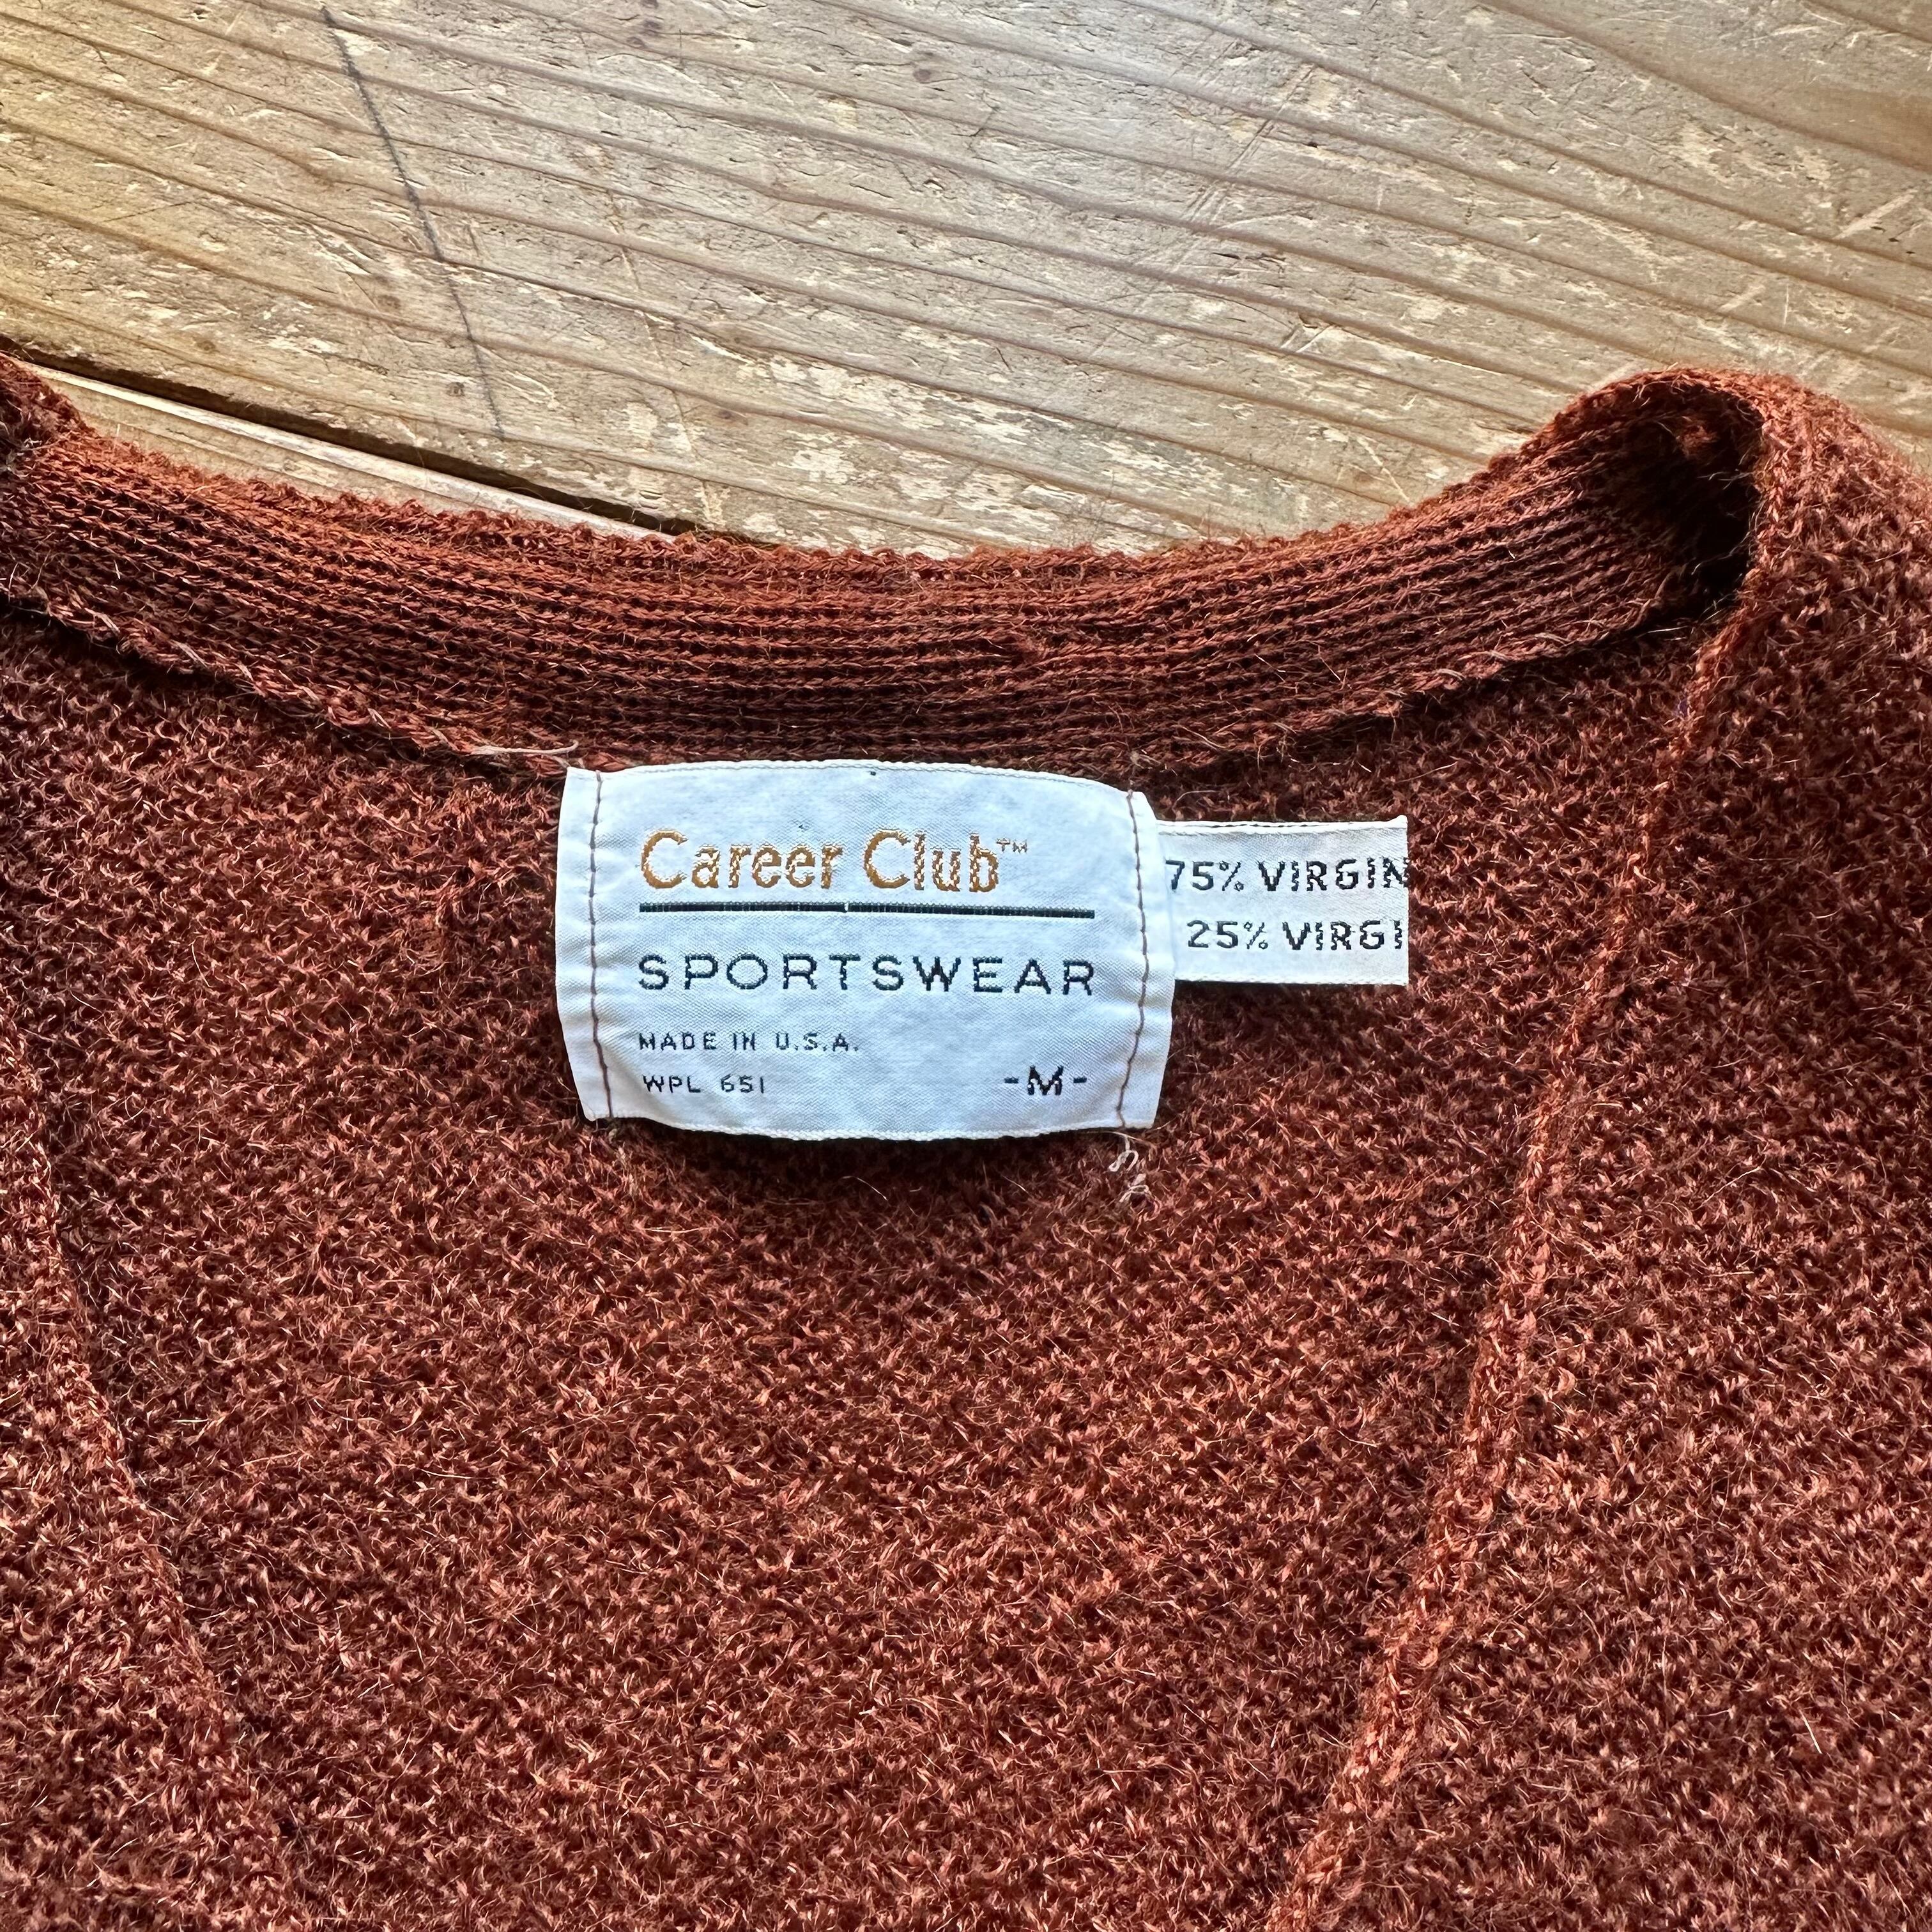 Career Club™
SPORTSWEAR
MADE IN U.S.A.
WPL 651 -M-
75% VIRGIN
25% VIRGI